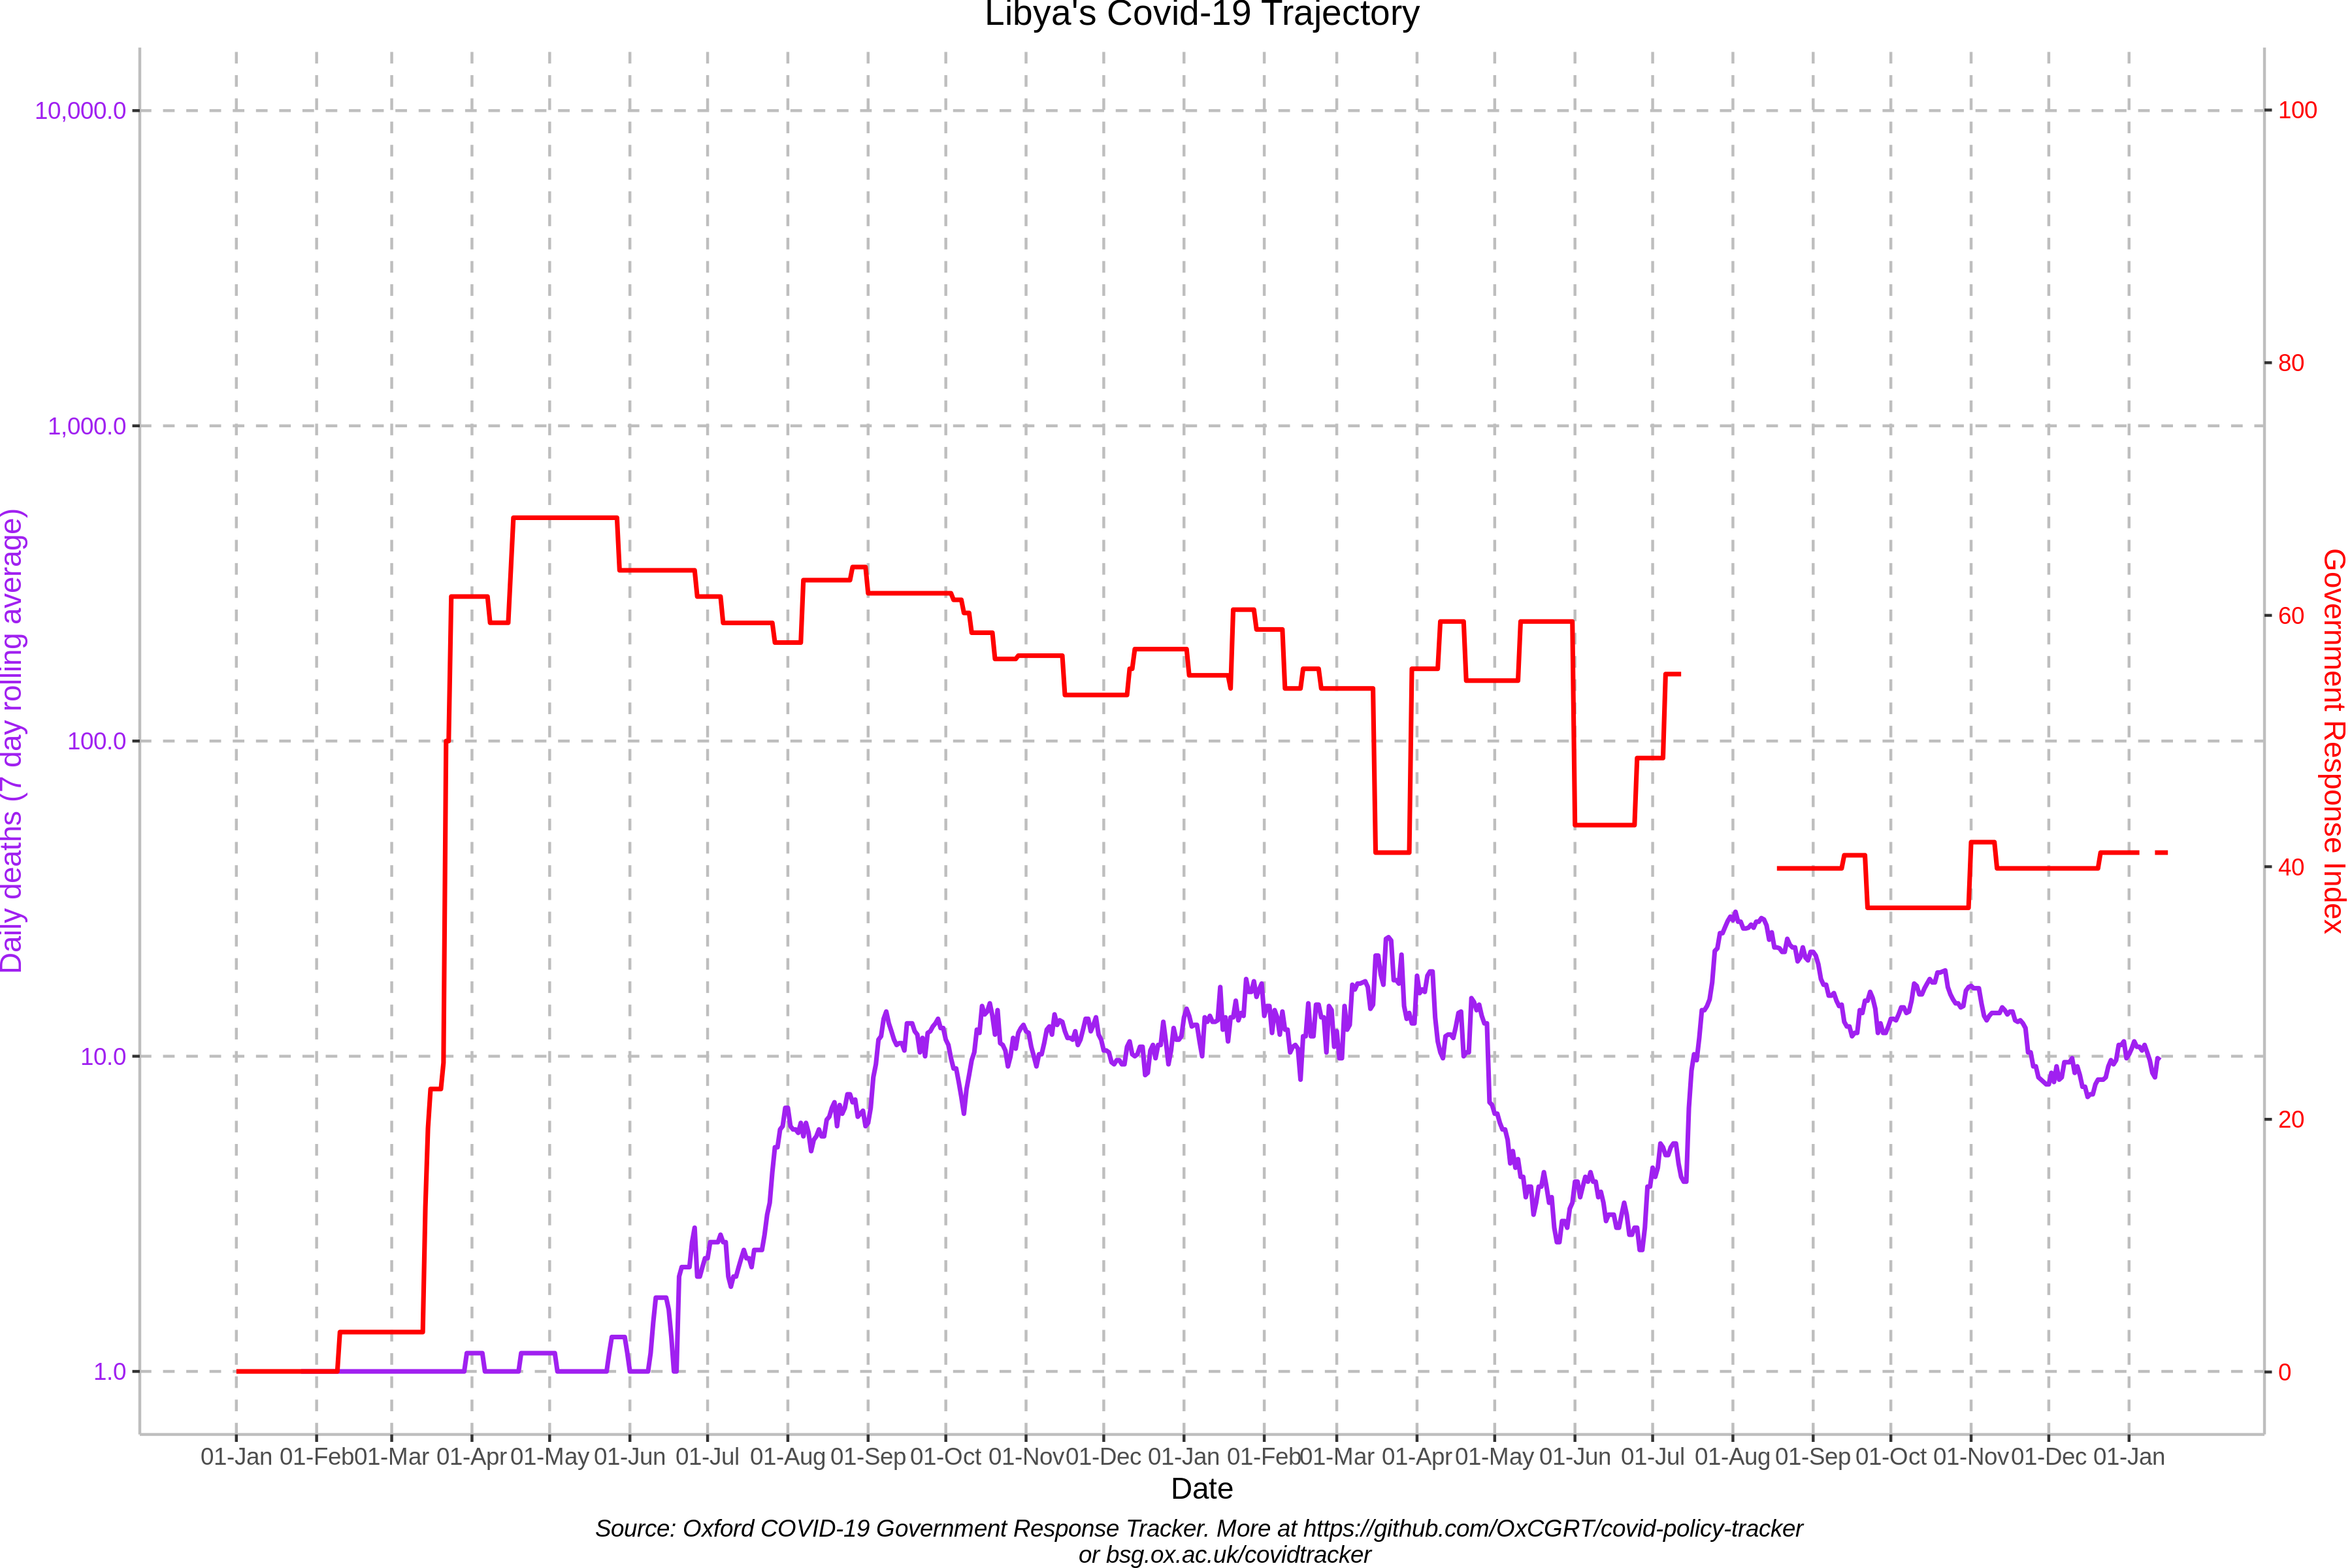 Libya's Covid-19 Trajectory
10,000.0
1,000.0
100.0
10.0
1.0
Daily deaths (7 day rolling average)
100
80
60
40
20
0
Government Response Index
01-Jan 01-Feb 01-Mar 01-Apr 01-May 01-Jun 01-Jul 01-Aug 01-Sep 01-Oct 01-Nov 01-Dec 01-Jan 01-Feb 01-Mar 01-Apr 01-May 01-Jun 01-Jul 01-Aug 01-Sep 01-Oct 01-Nov 01-Dec 01-Jan
Date
Source: Oxford COVID-19 Government Response Tracker. More at https://github.com/OxCGRT/covid-policy-tracker
or bsg.ox.ac.uk/covidtracker